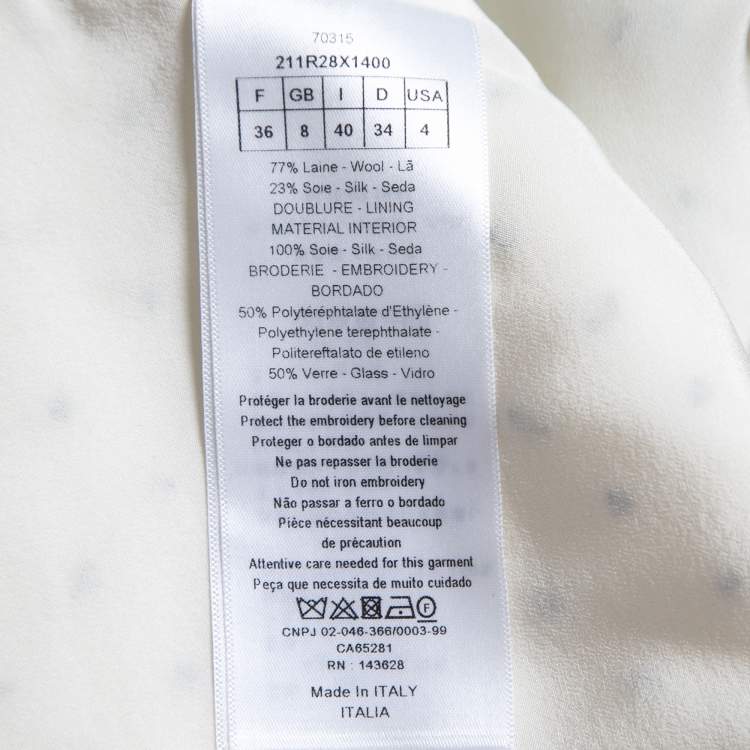 70315
211R28X1400
F GB I D USA
36 8 40 34 4
77% Laine - Wool - Lã
23% Soie - Silk - Seda
DOUBLURE - LINING
MATERIAL INTERIOR
100% Soie - Silk - Seda
BRODERIE - EMBROIDERY -
BORDADO
50% Polytéréphtalate d'Ethylène -
Polyethylene terephthalate -
Politereftalato de etileno
50% Verre - Glass - Vidro
Protéger la broderie avant le nettoyage
Protect the embroidery before cleaning
Proteger o bordado antes de limpar
Ne pas repasser la broderie
Do not iron embroidery
Não passar a ferro o bordado
Pièce nécessitant beaucoup
de précaution
Attentive care needed for this garment
Peça que necessita de muito cuidado
F
CNPJ 02-046-366/0003-99
CA65281
RN : 143628
Made In ITALY
ITALIA